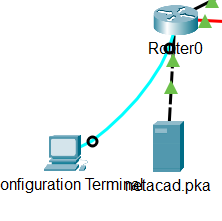 Router0
onfiguration Terminal
netacad.pka